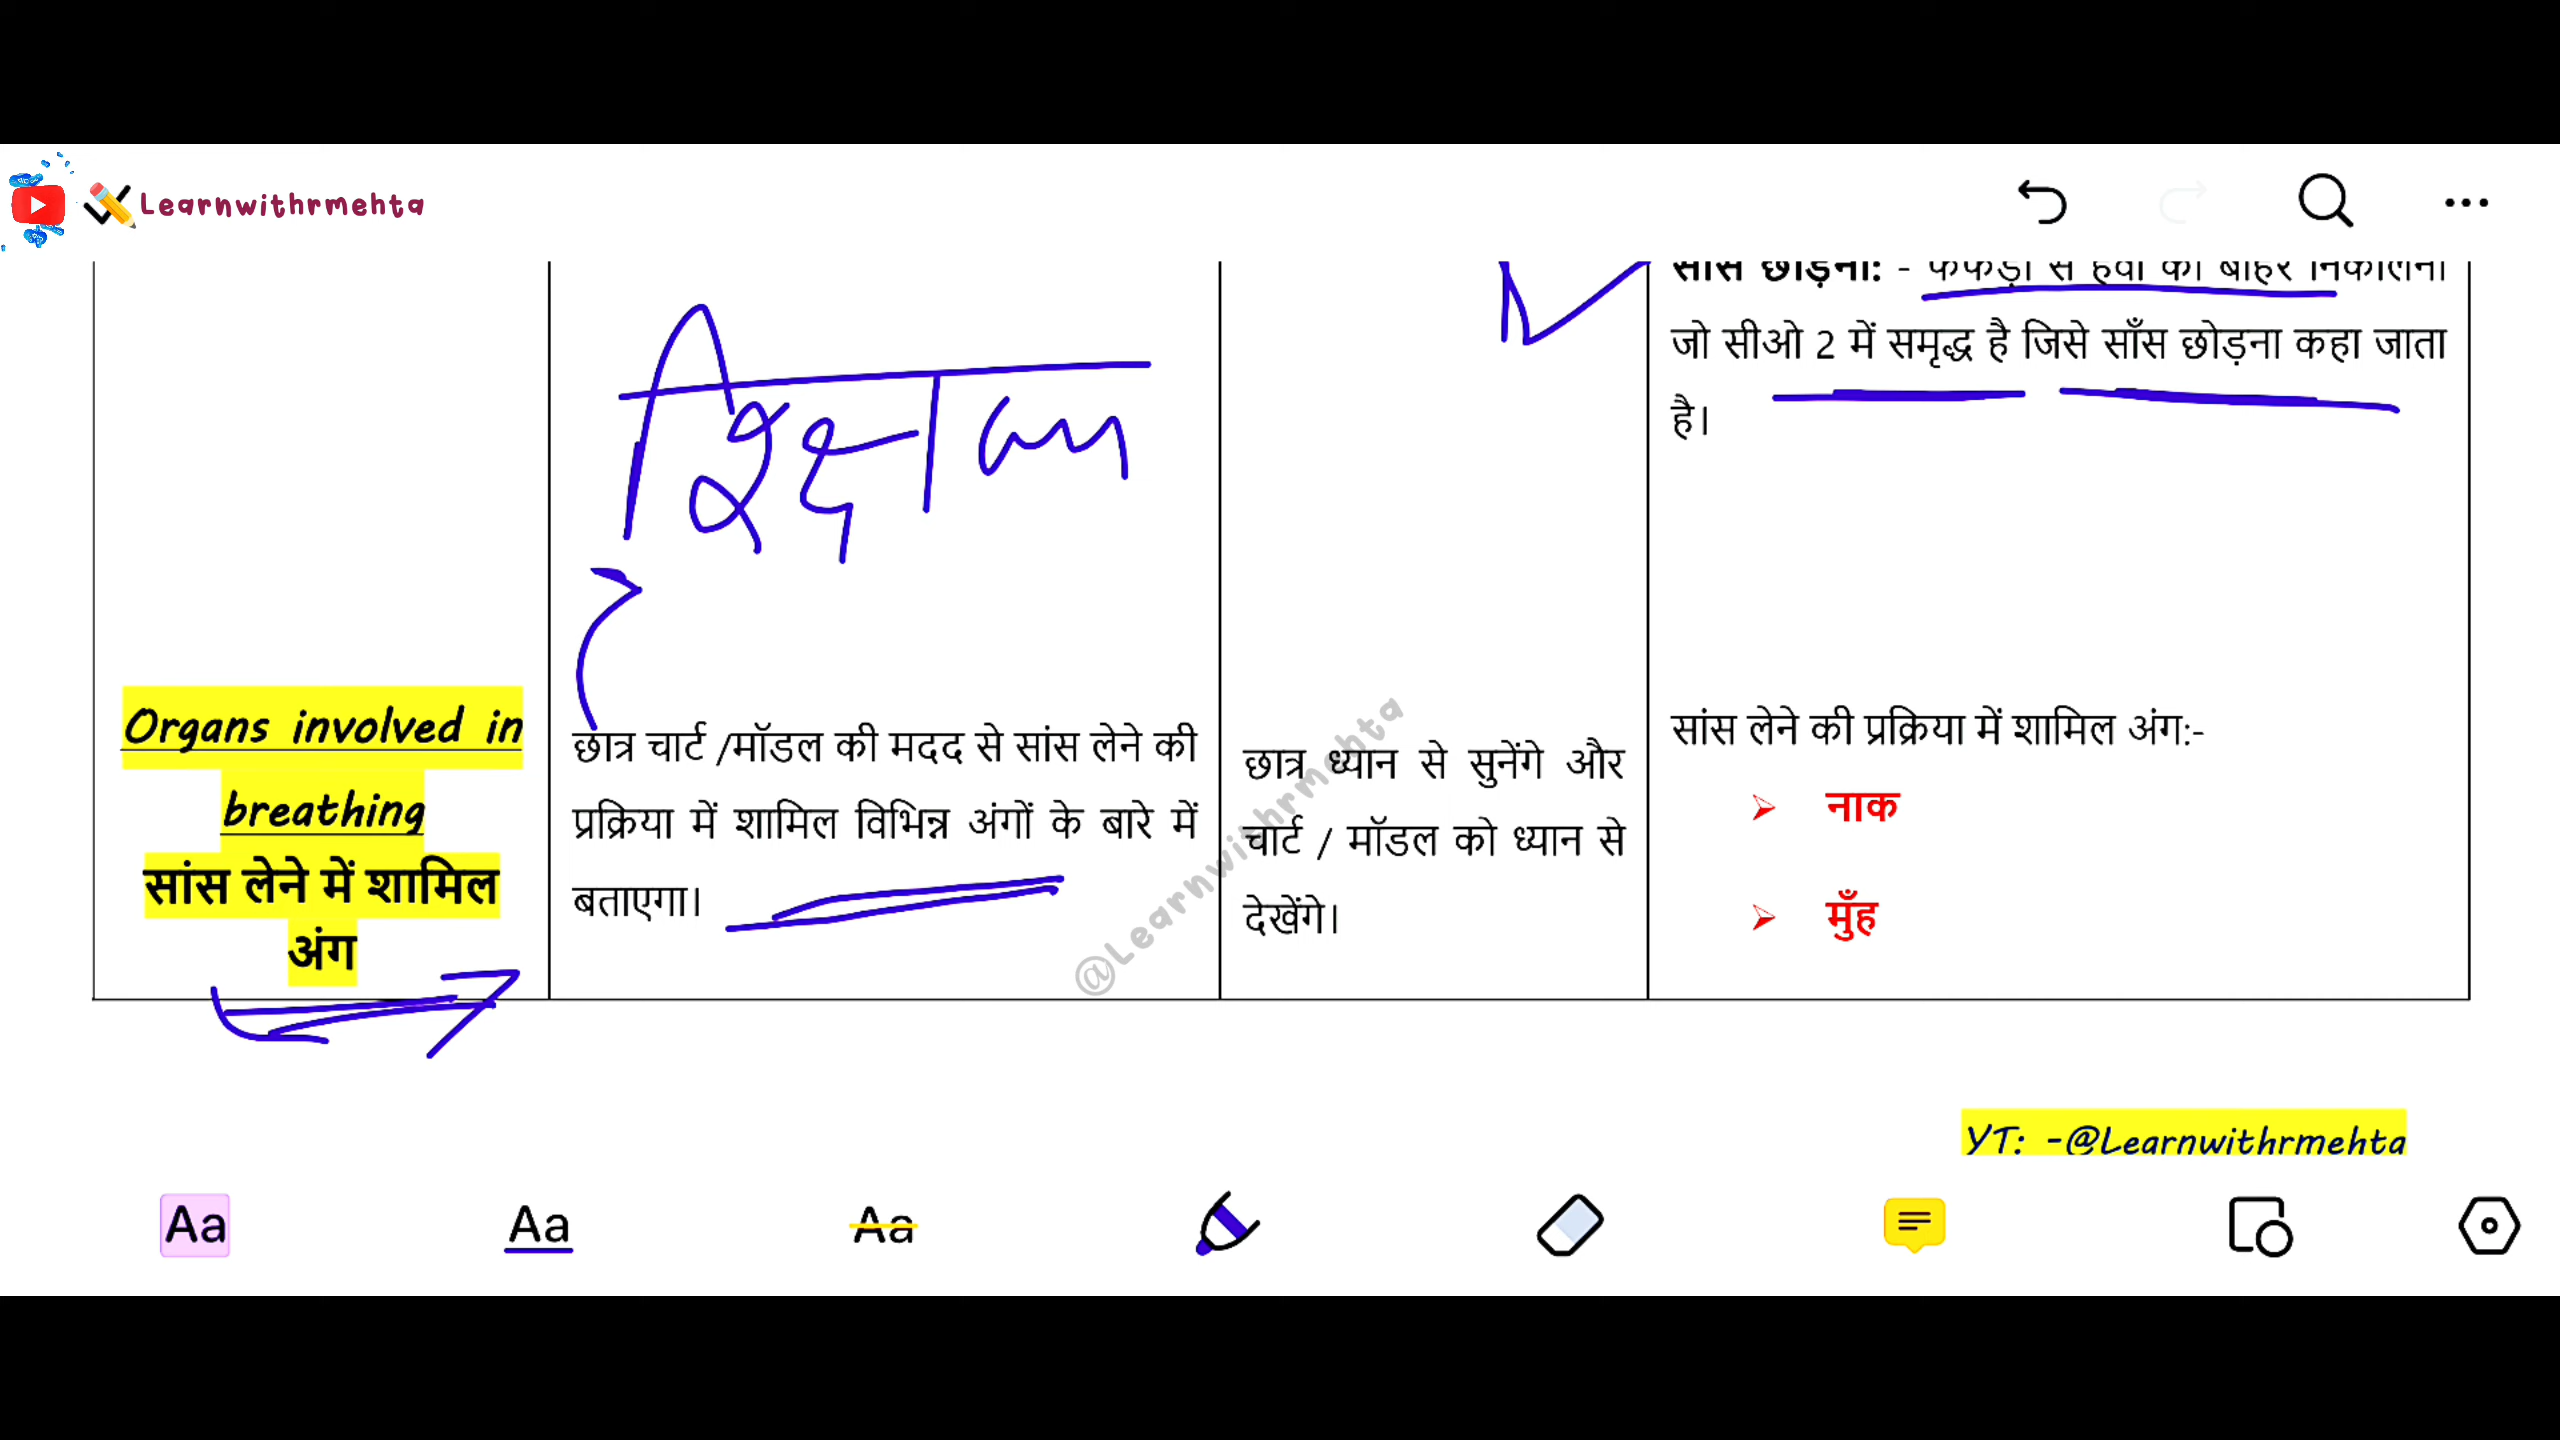 Learnwithrmehta
सांस छोड़ना: - फेफड़ों से हवा को बाहर निकालना
जो सीओ 2 में समृद्ध है जिसे साँस छोड़ना कहा जाता
है।
Organs involved in
breathing
सांस लेने में शामिल
अंग
छात्र चार्ट /मॉडल की मदद से सांस लेने की
प्रक्रिया में शामिल विभिन्न अंगों के बारे में
बताएगा।
छात्र ध्यान से सुनेंगे और
चार्ट / मॉडल को ध्यान से
देखेंगे।
सांस लेने की प्रक्रिया में शामिल अंग:-
नाक
मुँह
@Learnwithrmehta
YT: -@Learnwithrmehta
Aa
Aa
Aa